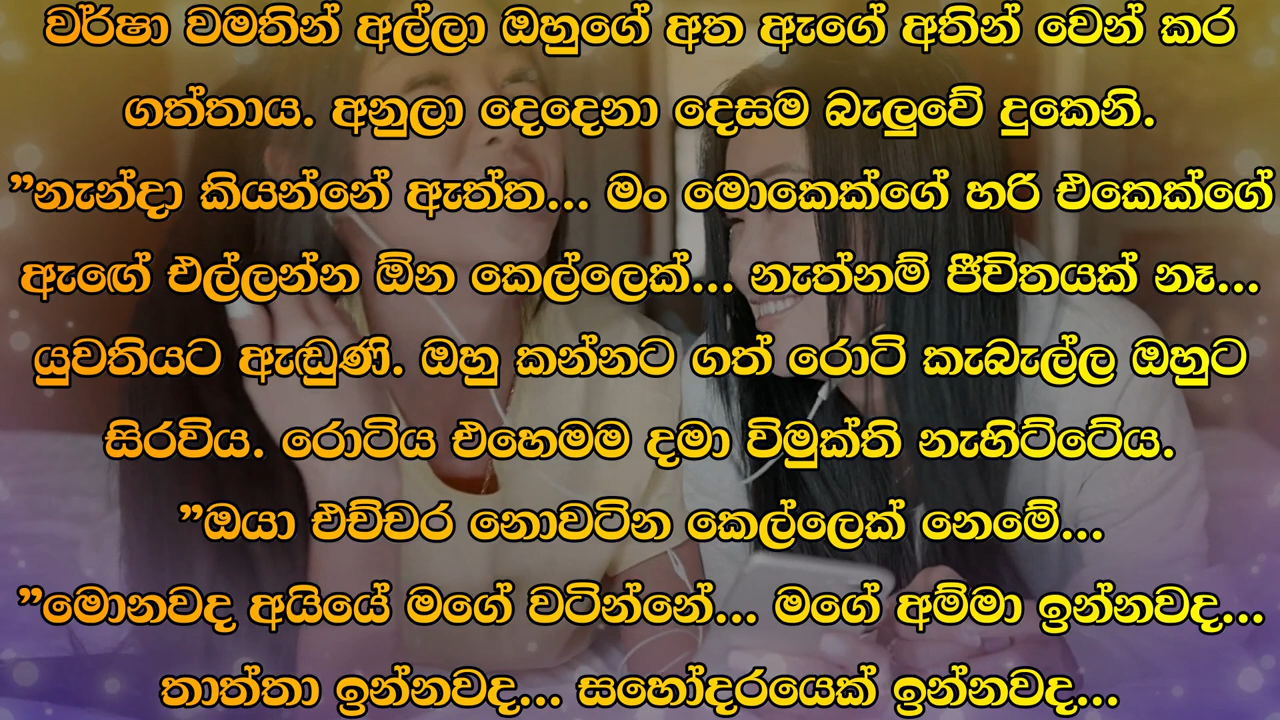 වර්ෂා වමතින් අල්ලා ඔහුගේ අත ඇගේ අතින් වෙන් කර
ගත්තාය. අනුලා දෙදෙනා දෙසම බැලුවේ දුකෙනි.
”නැන්දා කියන්නේ ඇත්ත... මං මොකෙක්ගේ හරි එකෙක්ගේ
ඇඟේ එල්ලන්න ඕන කෙල්ලෙක්... නැත්නම් ජීවිතයක් නෑ...
යුවතියට ඇඬුණි. ඔහු කන්නට ගත් රොටි කැබැල්ල ඔහුට
සිරවිය. රොටිය එහෙමම දමා විමුක්ති නැහිට්ටේය.
”ඔයා එච්චර නොවටින කෙල්ලෙක් නෙමේ...
”මොනවද අයියේ මගේ වටින්නේ... මගේ අම්මා ඉන්නවද...
තාත්තා ඉන්නවද... සහෝදරයෙක් ඉන්නවද...